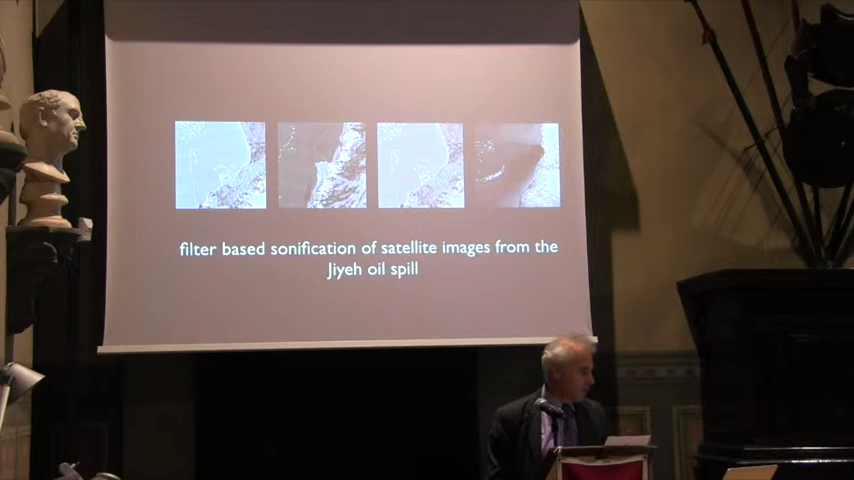 filter based sonification of satellite images from the
Jiyeh oil spill